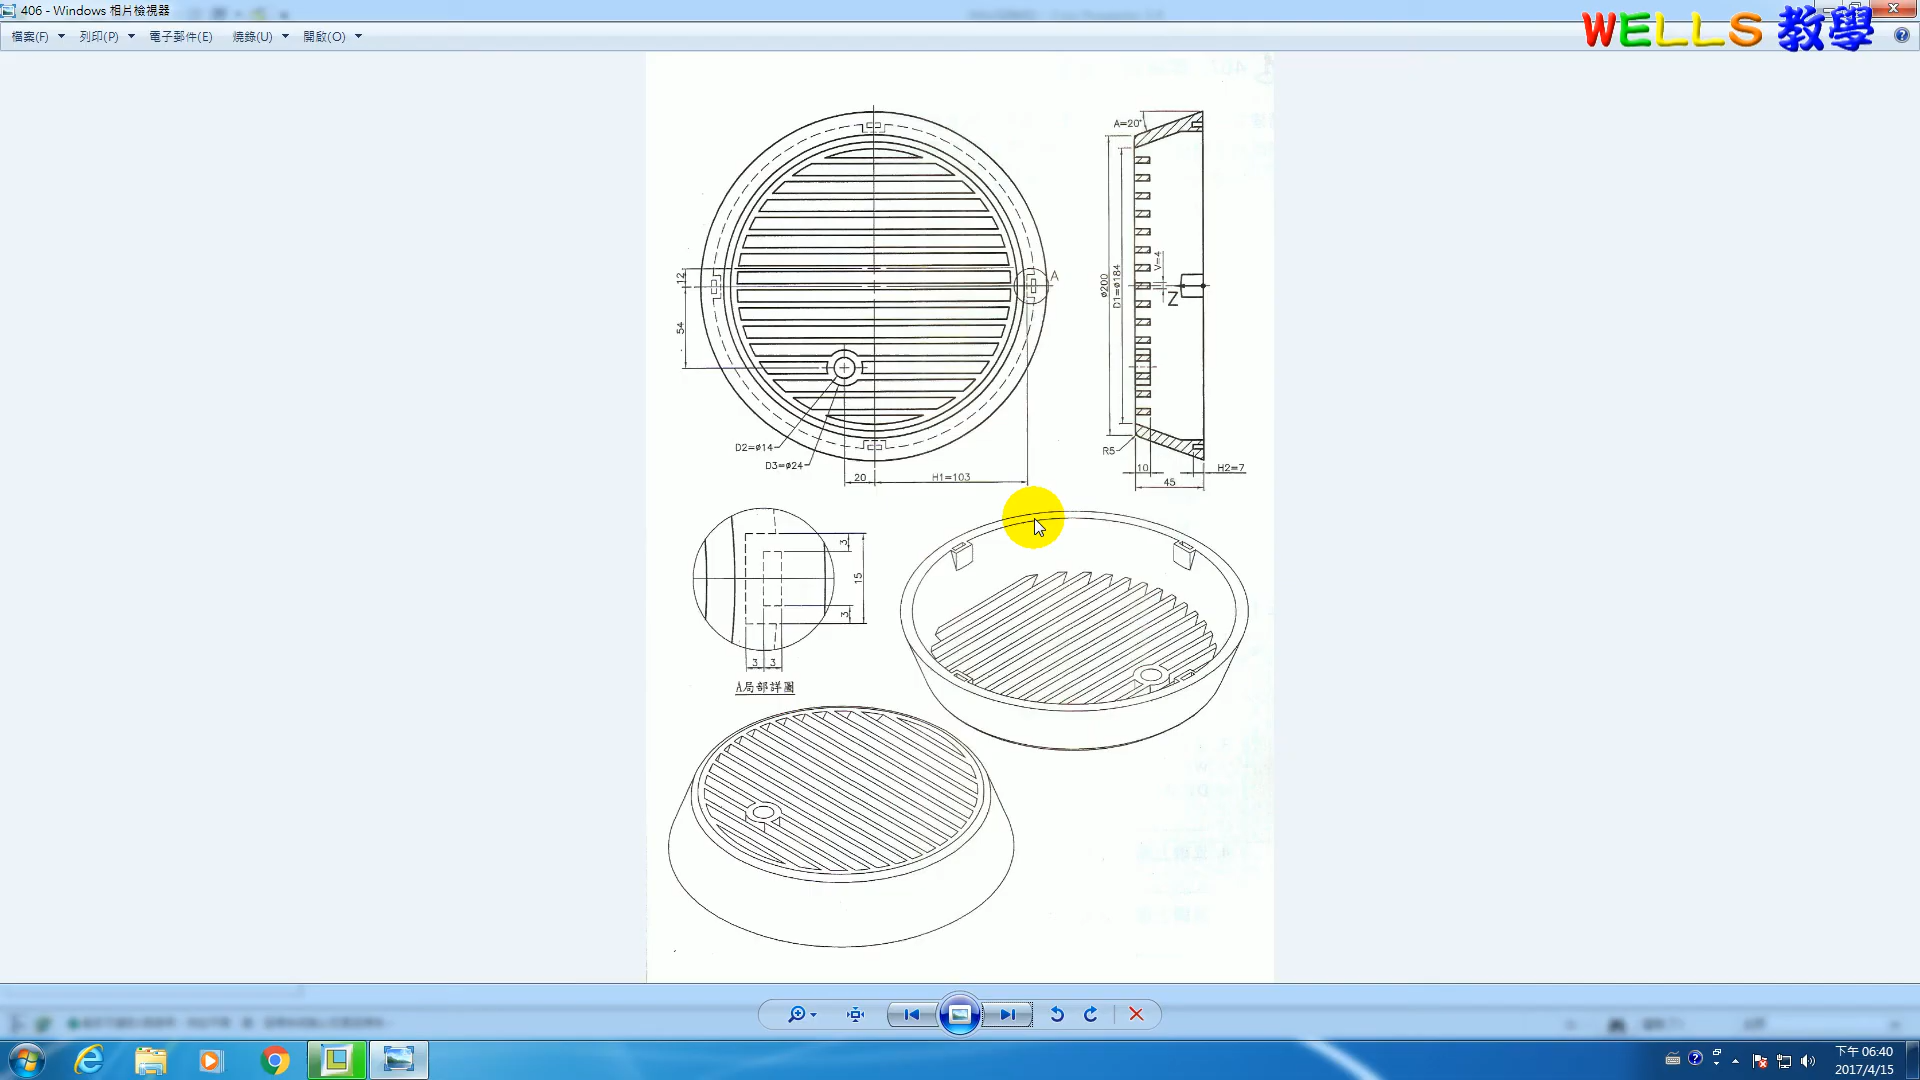 406 - Windows 相片檢視器
檔案(F) 列印(P) 電子郵件(E) 燒錄(U) 開啟(O)
WELLS 教學
A=20°
12
54
A
ø200
D1=ø184
V=4
Z
D2=ø14
D3=ø24
20
H1=103
R5
10
45
H2=7
3
15
3
3
3
A局部詳圖
下午 06:40
2017/4/15